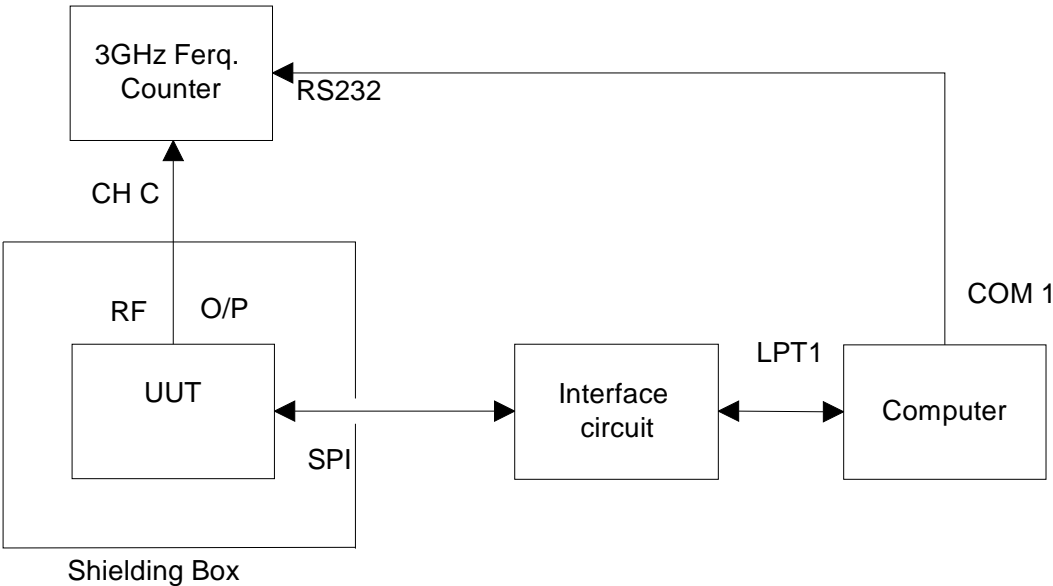 3GHz Ferq.
Counter
RS232
CH C
RF O/P
COM 1
LPT1
UUT
Interface
circuit
Computer
SPI
Shielding Box